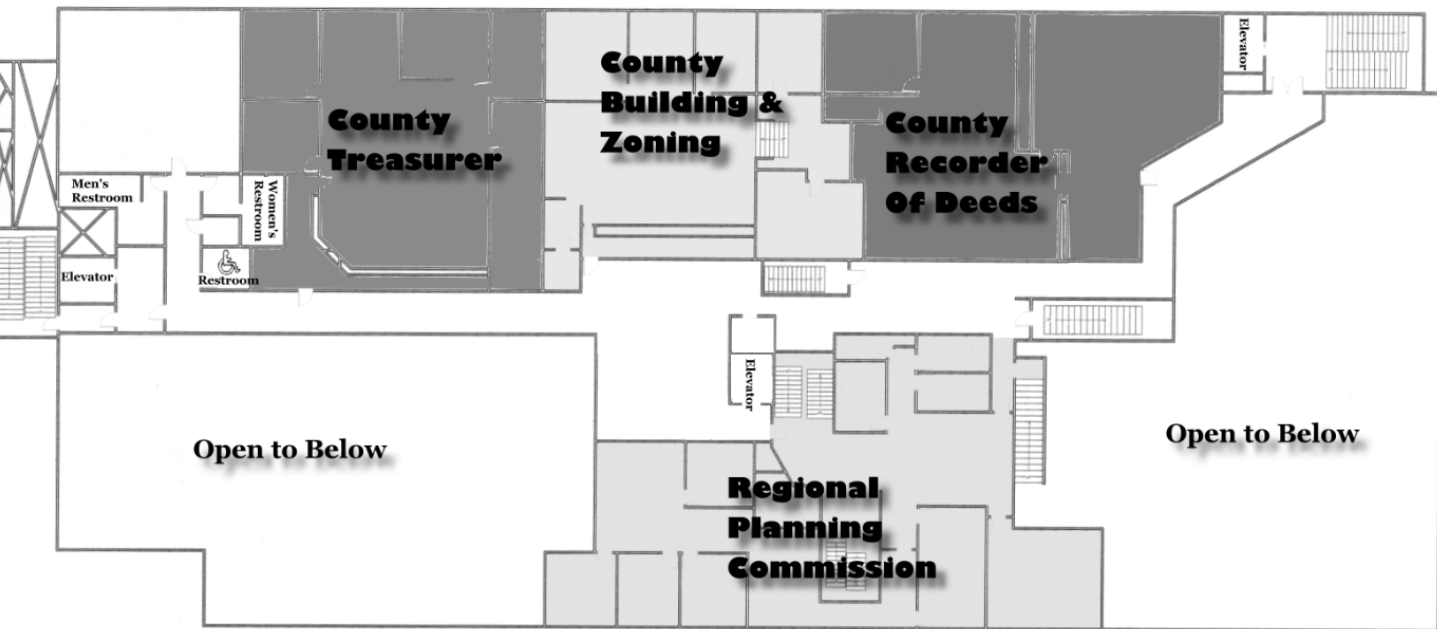 Elevator
County
Building &
Zoning
County
Treasurer
County
Recorder
Of Deeds
Men's
Restroom
Women's
Restroom
Elevator
Restroom
Elevator
Open to Below
Open to Below
Regional
Planning
Commission